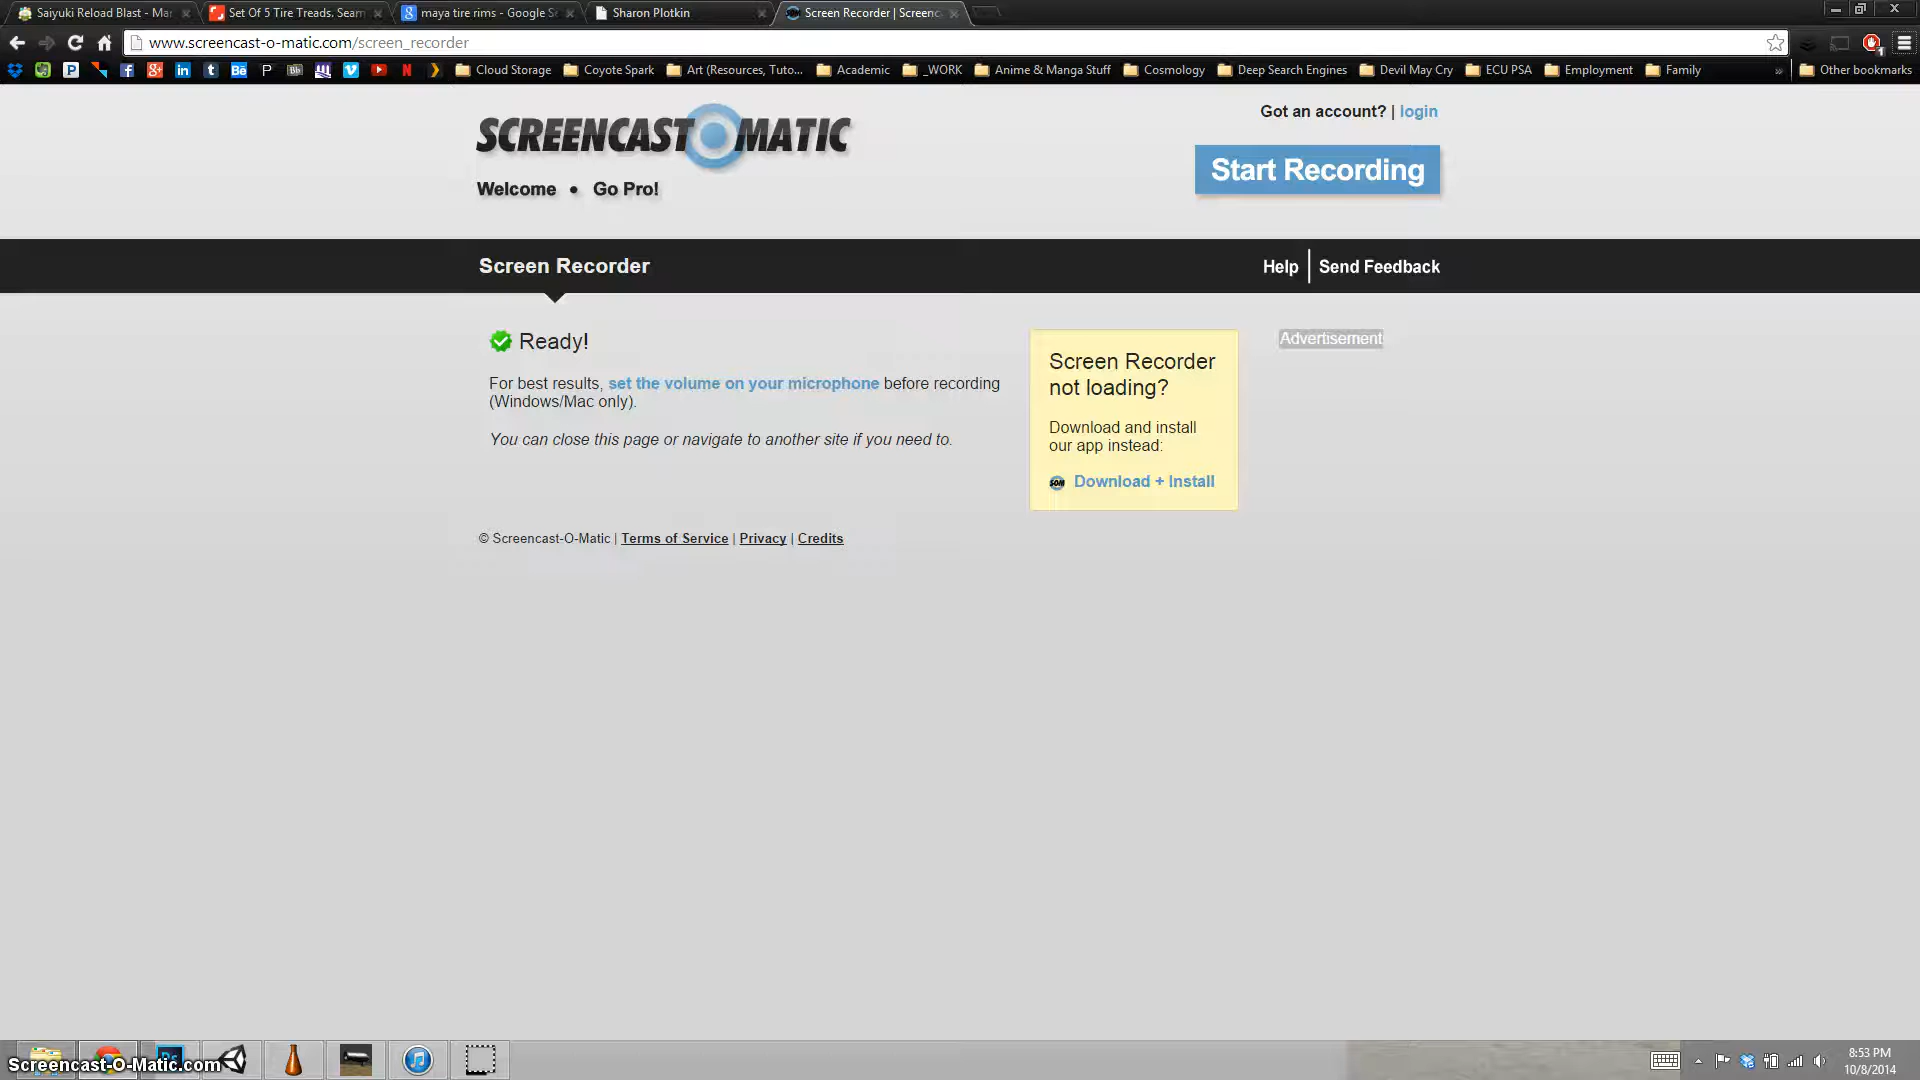 Saiyuki Reload Blast - Ma
Set Of 5 Tire Treads, Seam
maya tire rims - Google Se
Sharon Plotkin
Screen Recorder | Screenc
www.screencast-o-matic.com/screen_recorder
Cloud Storage
Coyote Spark
Art (Resources, Tuto...
Academic
_WORK
Anime & Manga Stuff
Cosmology
Deep Search Engines
Devil May Cry
ECU PSA
Employment
Family
»
Other bookmarks
SCREENCAST O MATIC
Got an account? | login
Start Recording
Welcome • Go Pro!
Screen Recorder
Help
Send Feedback
Ready!
For best results, set the volume on your microphone before recording
(Windows/Mac only).
You can close this page or navigate to another site if you need to.
Screen Recorder
not loading?
Download and install
our app instead:
SOM Download + Install
Advertisement
© Screencast-O-Matic | Terms of Service | Privacy | Credits
Screencast-O-Matic.com
8:53 PM
10/8/2014